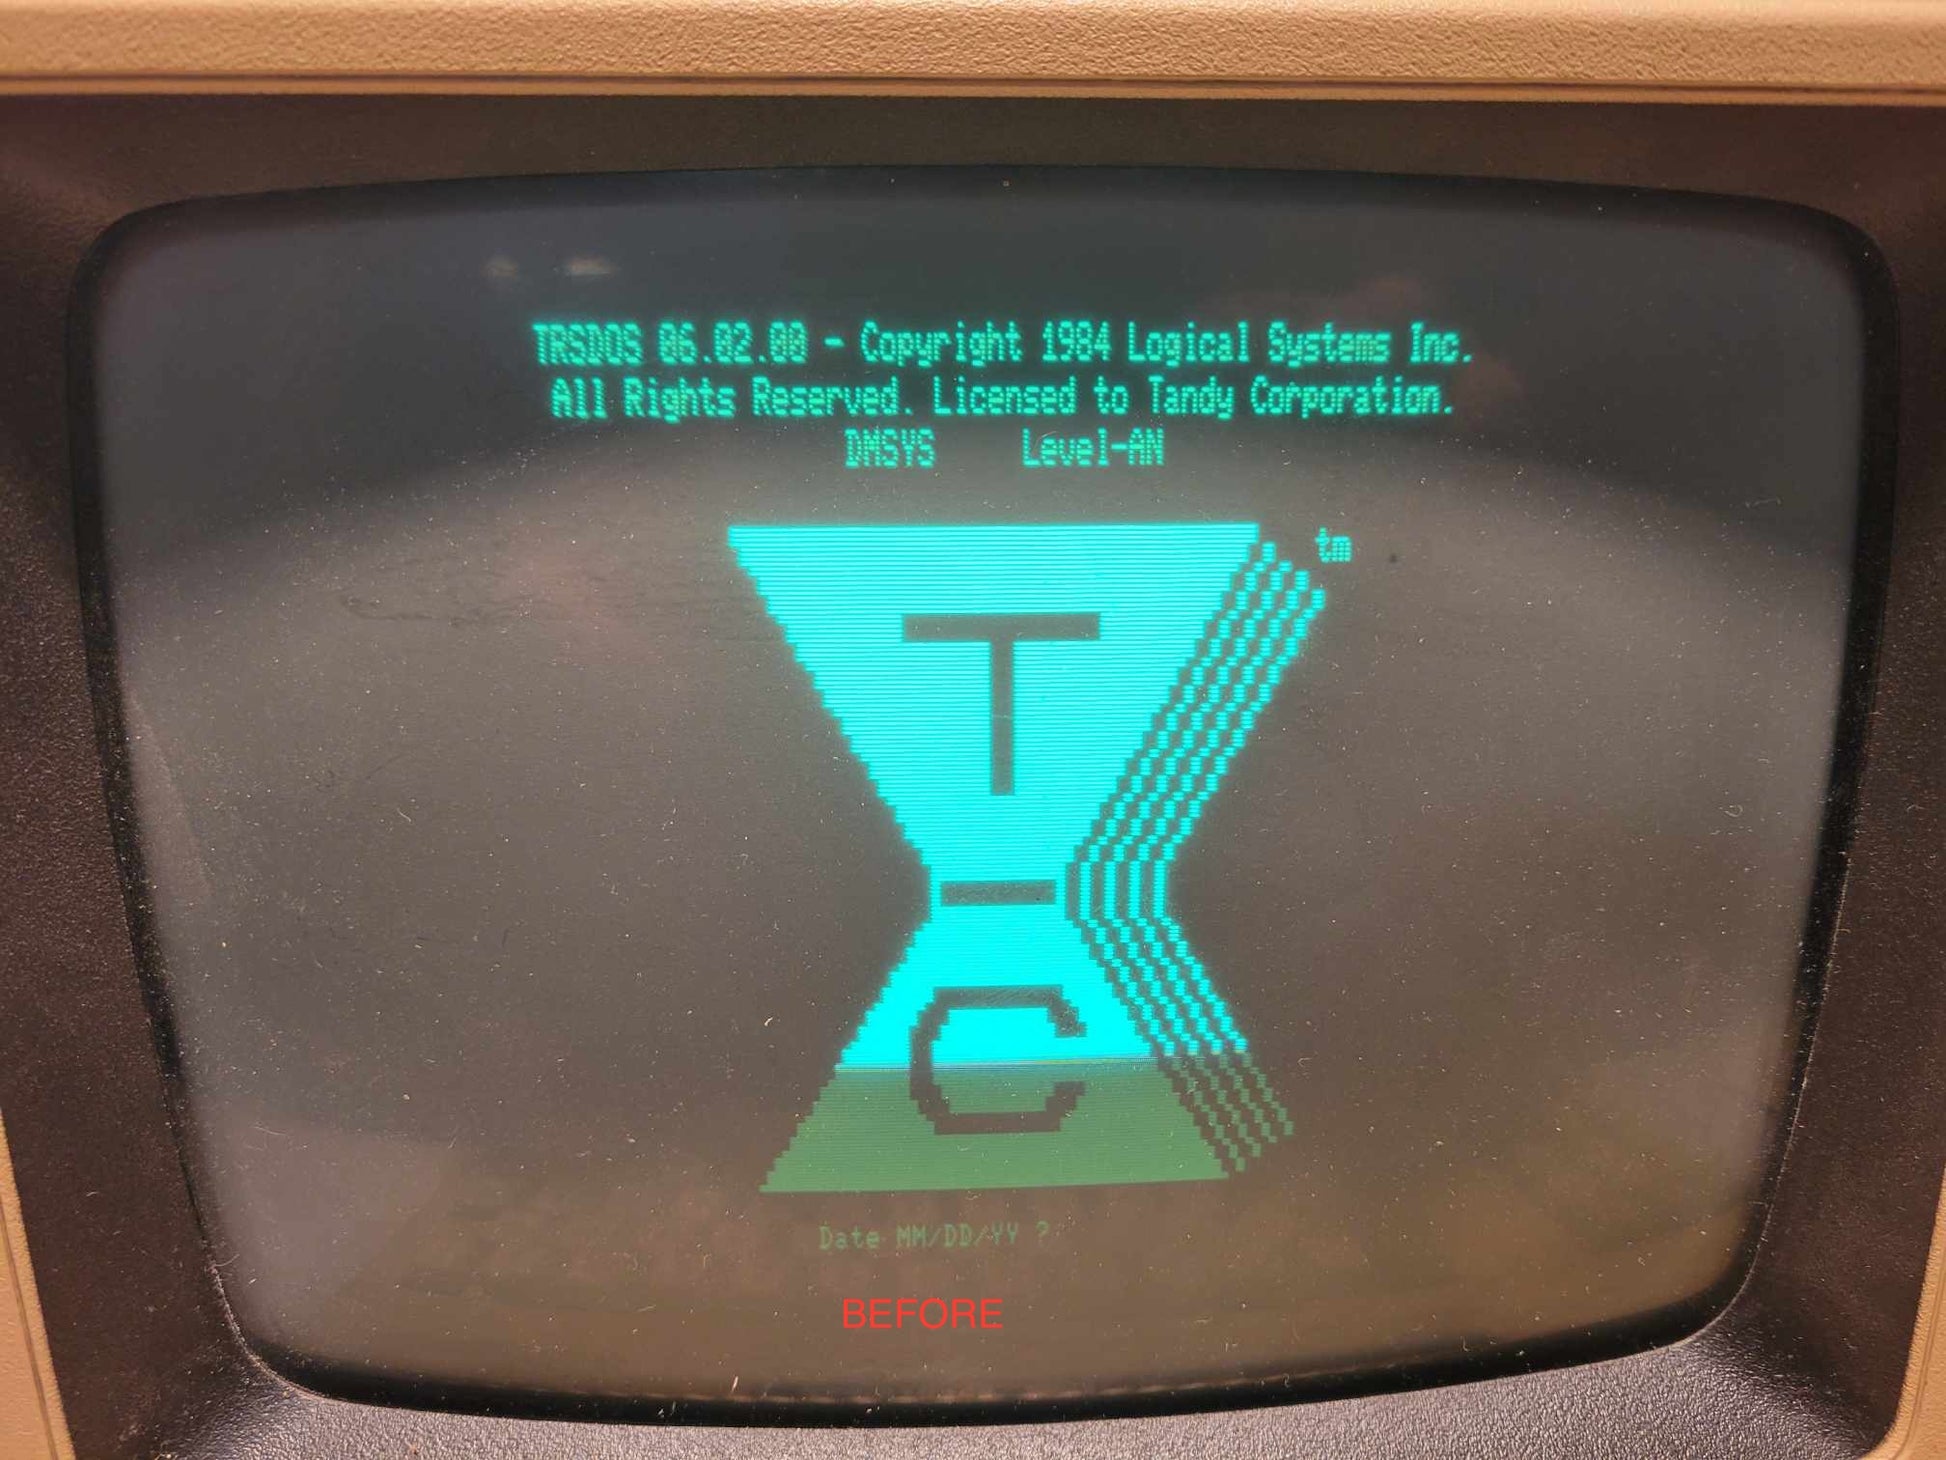 TRSDOS 06.02.00 - Copyright 1984 Logical Systems Inc.
All Rights Reserved. Licensed to Tandy Corporation.
DMSYS Level-AN
tm
T
I
C
Date MM/DD/YY ?
BEFORE